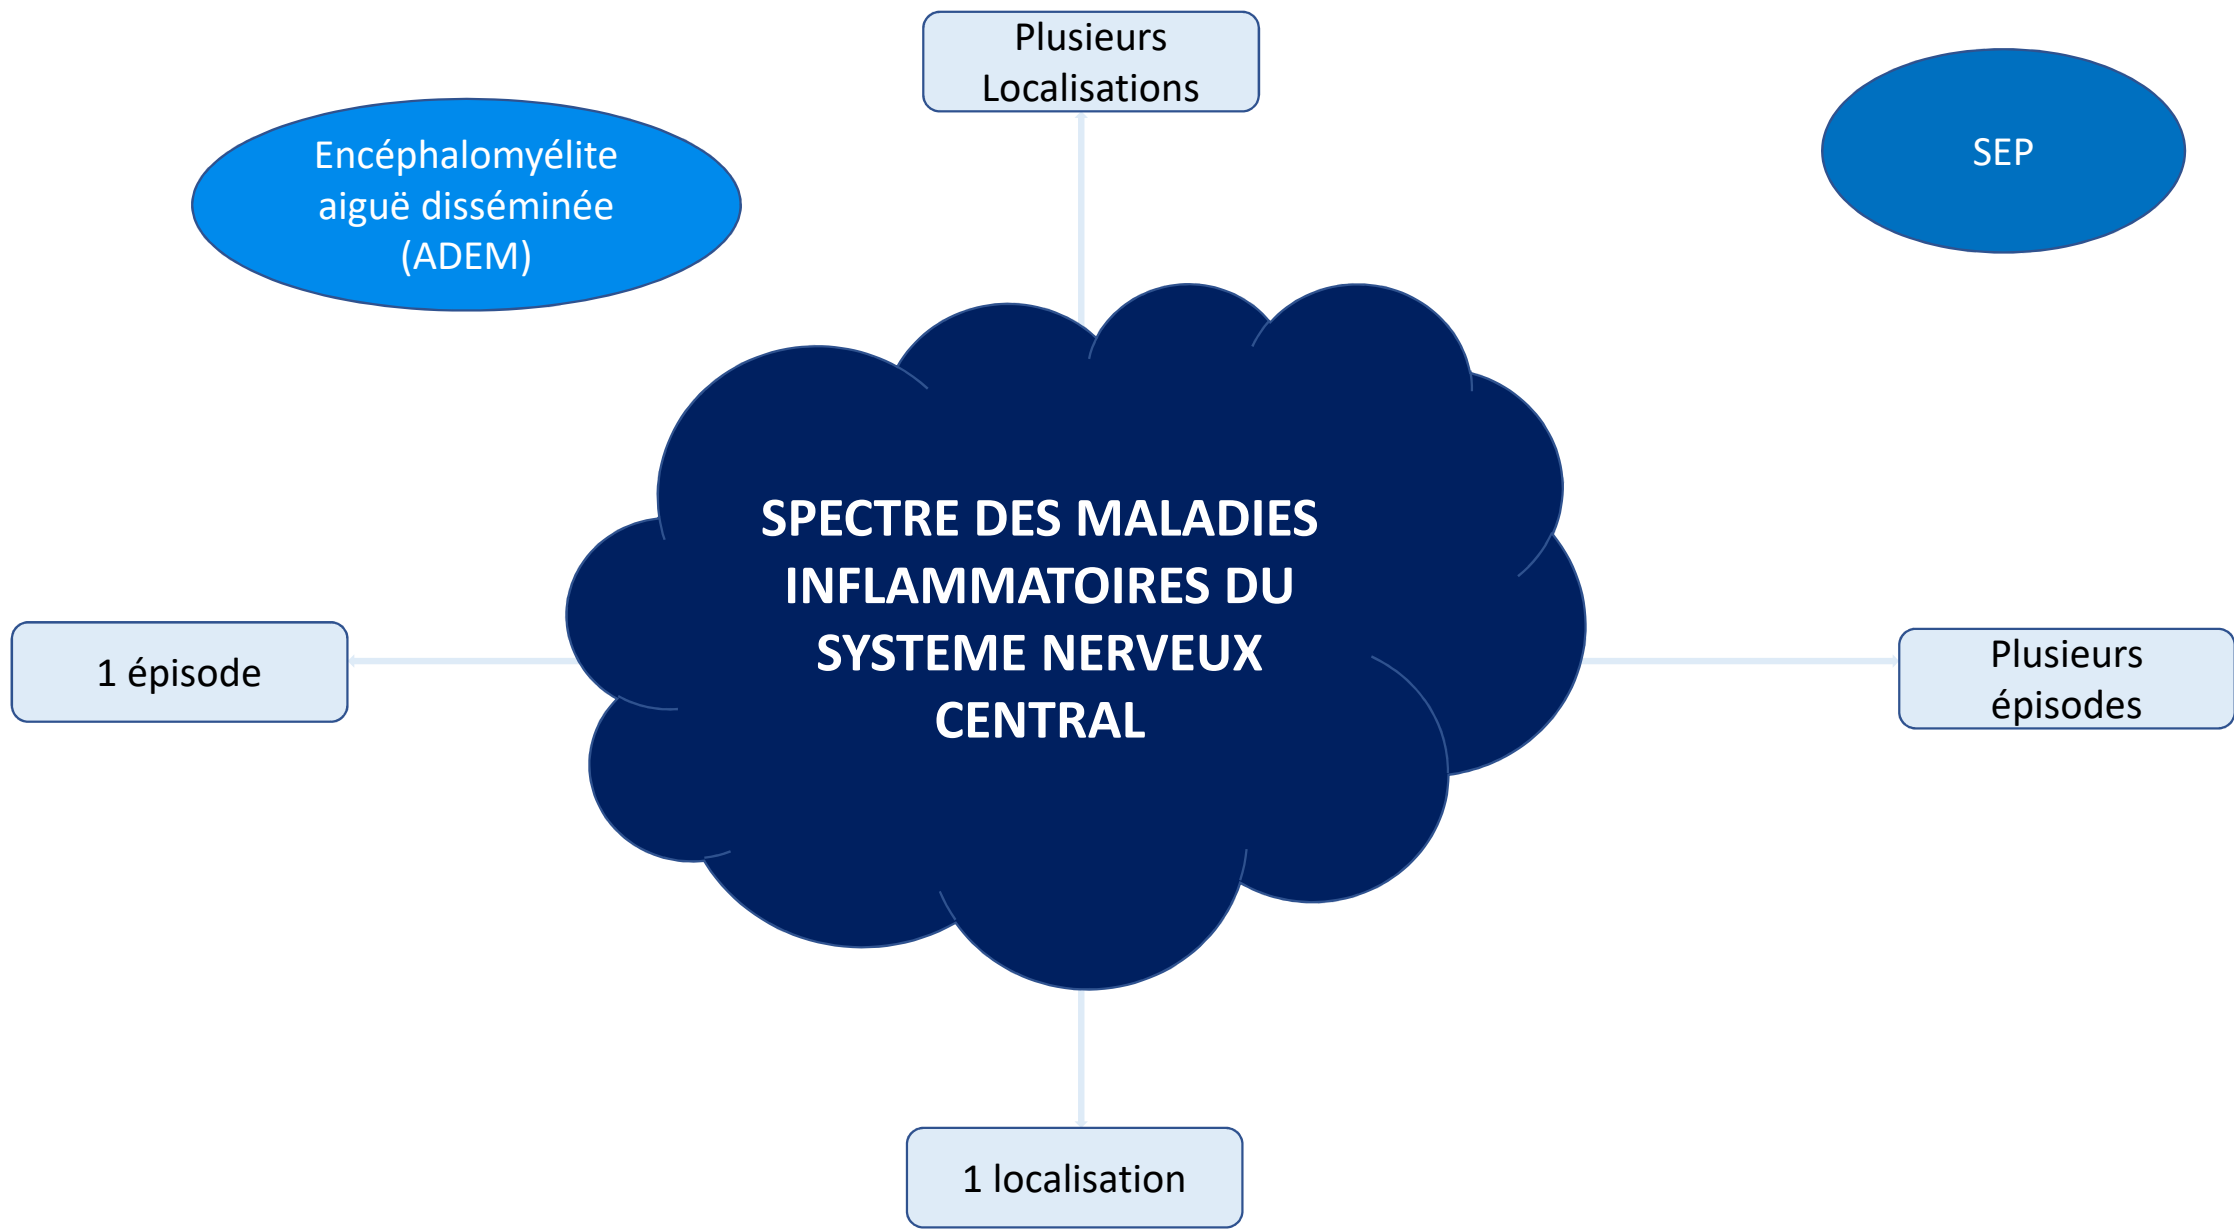 Plusieurs
Localisations
SEP
Encéphalomyélite
aiguë disséminée
(ADEM)
SPECTRE DES MALADIES
INFLAMMATOIRES DU
SYSTEME NERVEUX
CENTRAL
1 épisode
Plusieurs
épisodes
1 localisation